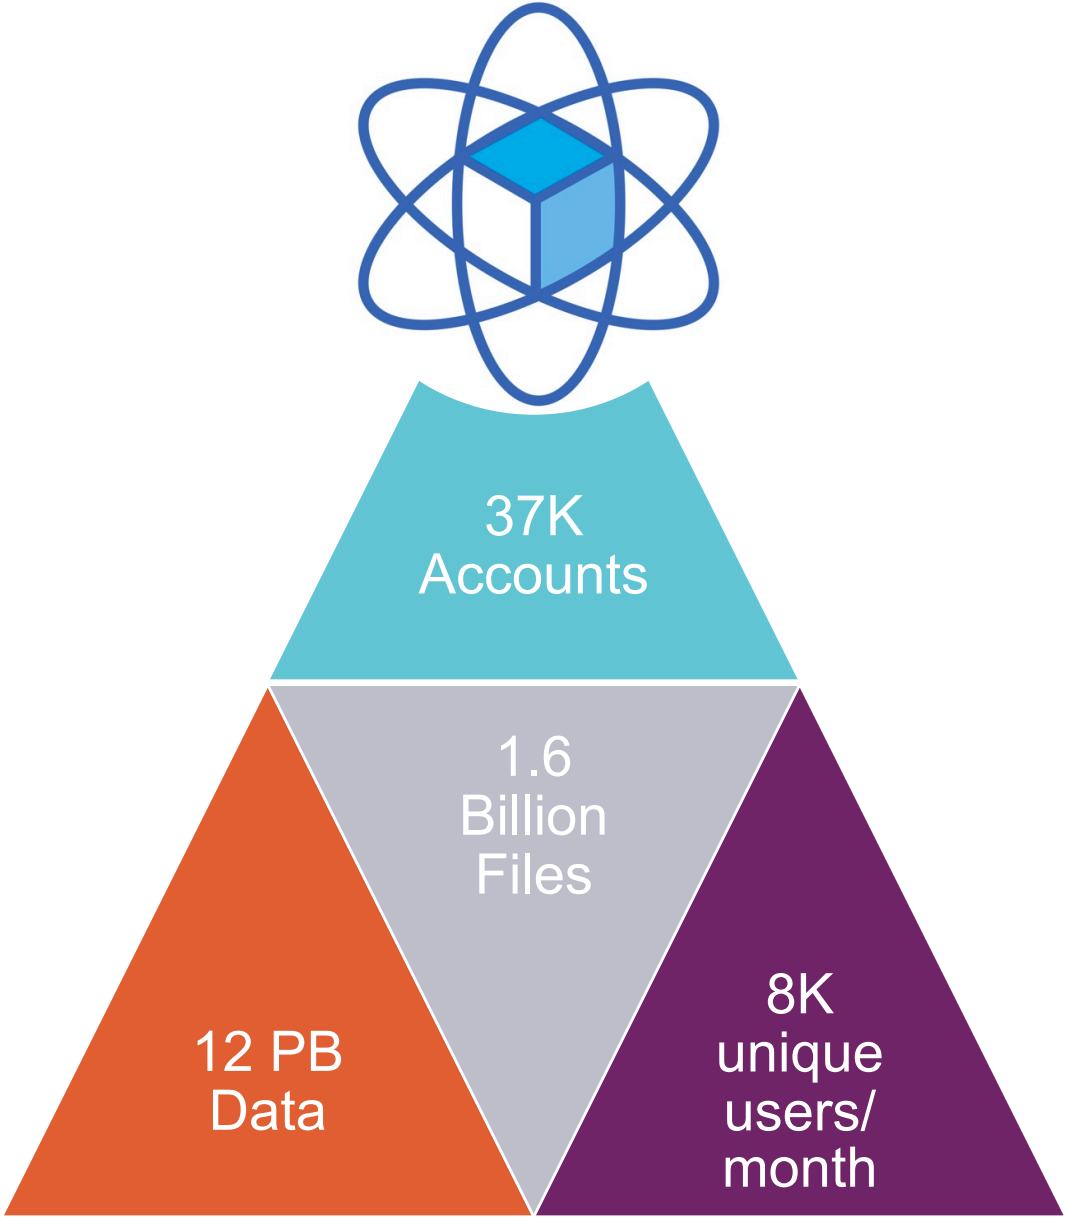 37K
Accounts
1.6
Billion
Files
12 PB
Data
8K
unique
users/
month